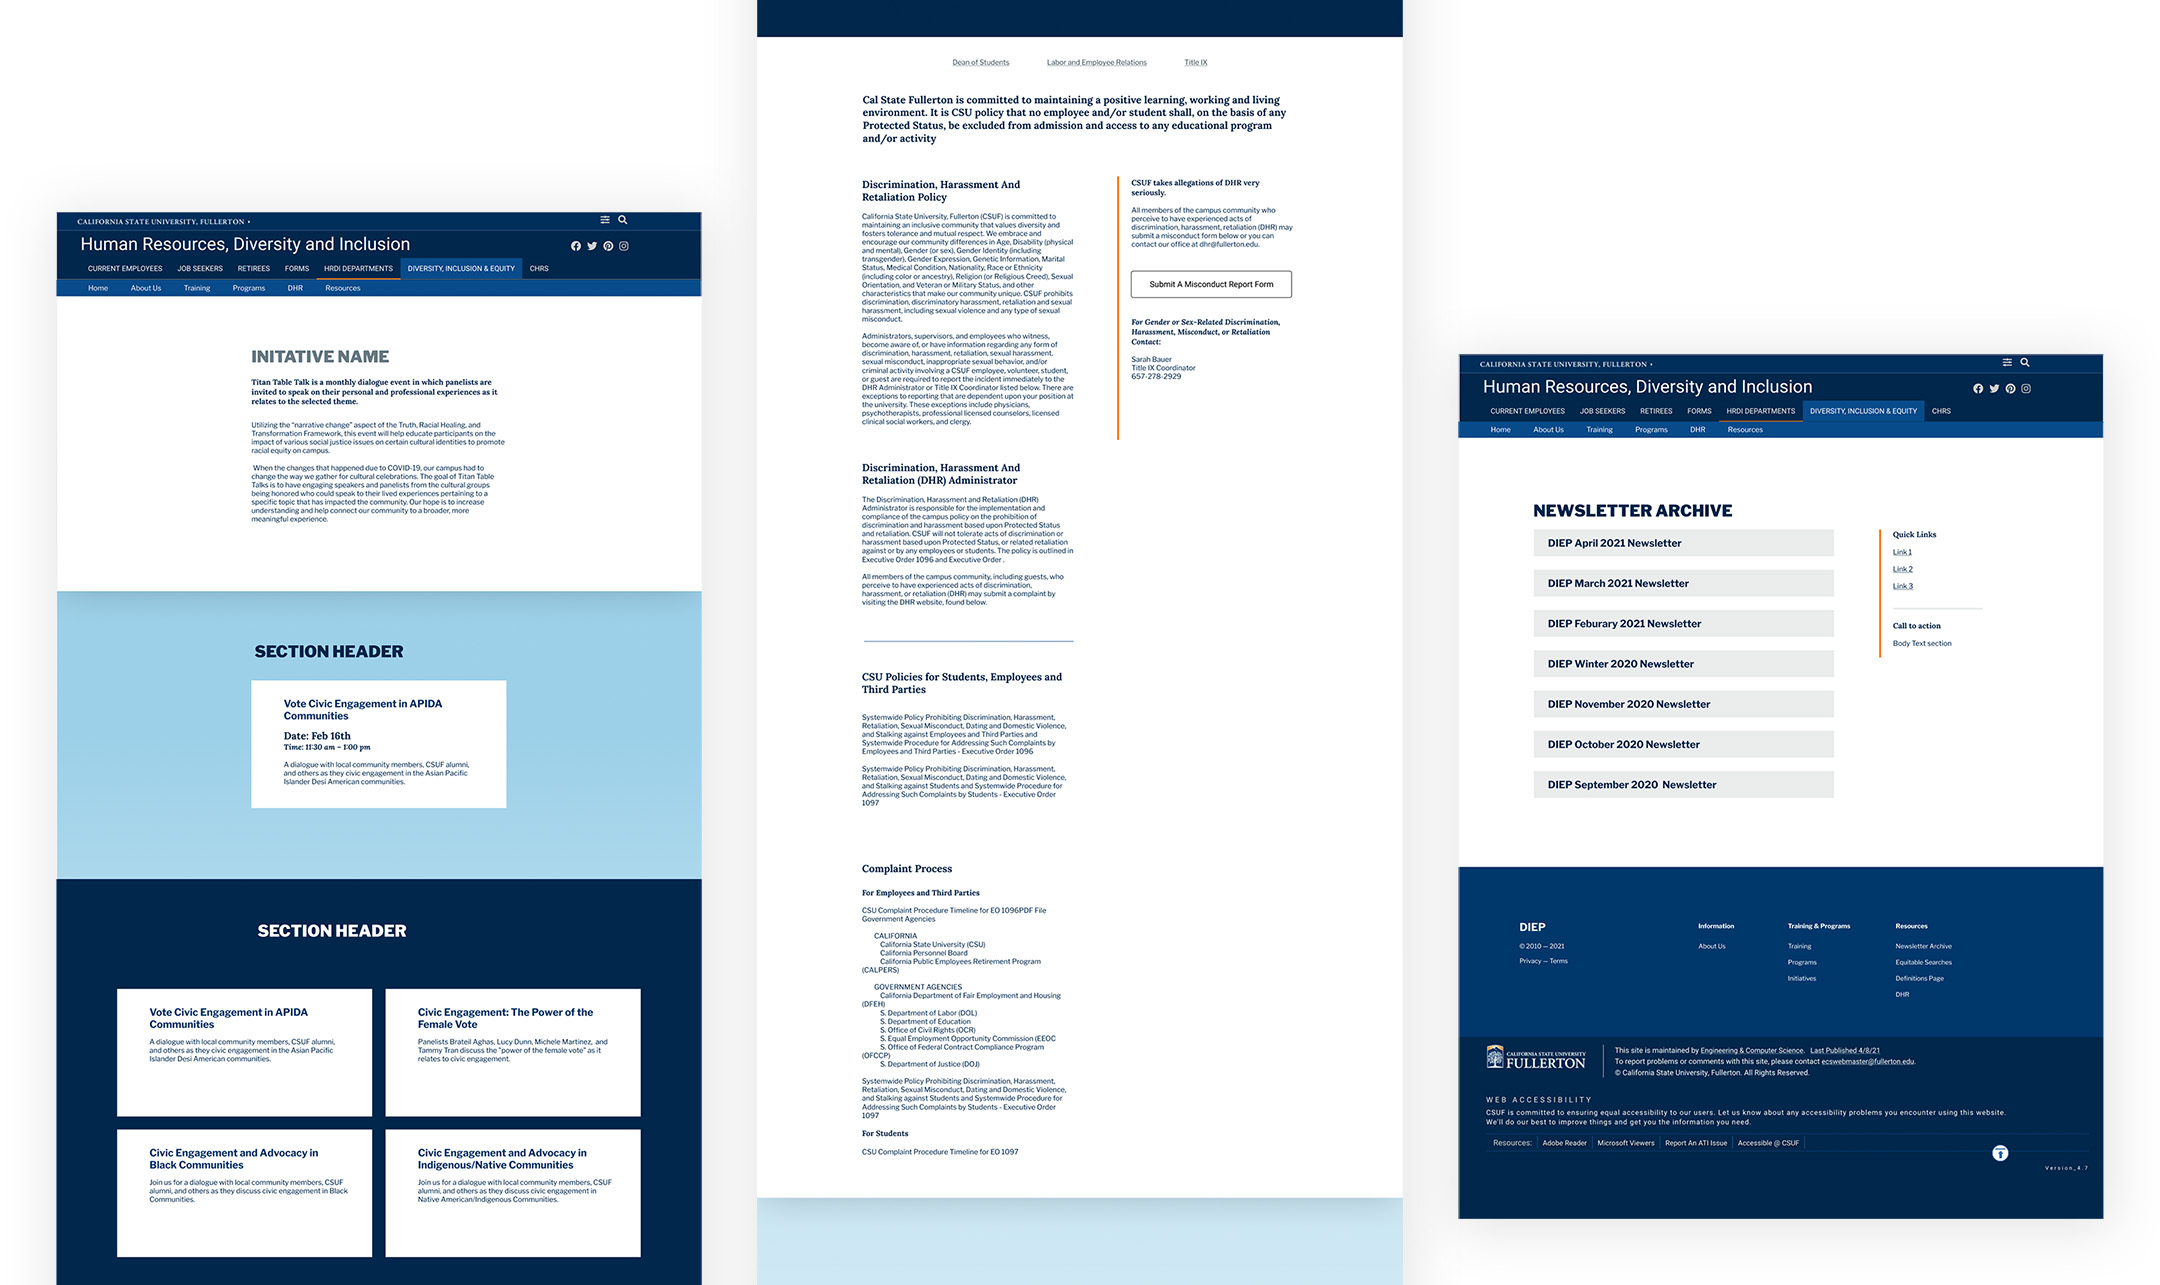 CALIFORNIA STATE UNIVERSITY, FULLERTON
Human Resources, Diversity and Inclusion
CURRENT EMPLOYEES JOB SEEKERS RETIREES FORMS HRDI DEPARTMENTS DIVERSITY, INCLUSION & EQUITY CHRS
Home About Us Training Programs DHR Resources
INITATIVE NAME
Titan Table Talk is a monthly dialogue event in which panelists are
invited to speak on their personal and professional experiences as it
relates to the selected theme.
Utilizing the “narrative change” aspect of the Truth, Racial Healing, and
Transformation Framework, this event will help educate participants on the
impact of various social justice issues on certain cultural identities to promote
racial equity on campus.
When the changes that happened due to COVID-19, our campus had to
change the way we gather for cultural celebrations. The goal of Titan Table
Talks is to have engaging speakers and panelists from the cultural groups
being honored who could speak to their lived experiences pertaining to a
specific topic that has impacted the community. Our hope is to increase
understanding and help connect our community to a broader, more
meaningful experience.
SECTION HEADER
Vote Civic Engagement in APIDA
Communities
Date: Feb 16th
Time: 11:30 am – 1:00 pm
A dialogue with local community members, CSUF alumni,
and others as they civic engagement in the Asian Pacific
Islander Desi American communities.
SECTION HEADER
Vote Civic Engagement in APIDA
Communities
A dialogue with local community members, CSUF alumni,
and others as they civic engagement in the Asian Pacific
Islander Desi American communities.
Civic Engagement: The Power of the
Female Vote
Panelists Brateil Aghas, Lucy Dunn, Michele Martinez, and
Tammy Tran discuss the “power of the female vote” as it
relates to civic engagement.
Civic Engagement and Advocacy in
Black Communities
Join us for a dialogue with local community members, CSUF
alumni, and others as they discuss civic engagement in Black
Communities.
Civic Engagement and Advocacy in
Indigenous/Native Communities
Join us for a dialogue with local community members, CSUF
alumni, and others as they discuss civic engagement in
Native American/Indigenous Communities.
Dean of Students Labor and Employee Relations Title IX
Cal State Fullerton is committed to maintaining a positive learning, working and living
environment. It is CSU policy that no employee and/or student shall, on the basis of any
Protected Status, be excluded from admission and access to any educational program
and/or activity
Discrimination, Harassment And
Retaliation Policy
California State University, Fullerton (CSUF) is committed to
maintaining an inclusive community that values diversity and
fosters tolerance and mutual respect. We embrace and
encourage our community differences in Age, Disability (physical
and mental), Gender (or sex), Gender Identity (including
transgender), Gender Expression, Genetic Information, Marital
Status, Medical Condition, Nationality, Race or Ethnicity
(including color or ancestry), Religion (or Religious Creed), Sexual
Orientation, and Veteran or Military Status, and other
characteristics that make our community unique. CSUF prohibits
discrimination, discriminatory harassment, retaliation and sexual
harassment, including sexual violence and any type of sexual
misconduct.
Administrators, supervisors, and employees who witness,
become aware of, or have information regarding any form of
discrimination, harassment, retaliation, sexual harassment,
sexual misconduct, inappropriate sexual behavior, and/or
criminal activity involving a CSUF employee, volunteer, student,
or guest are required to report the incident immediately to the
DHR Administrator or Title IX Coordinator listed below. There are
exceptions to reporting that are dependent upon your position at
the university. These exceptions include physicians,
psychotherapists, professional licensed counselors, licensed
clinical social workers, and clergy.
CSUF takes allegations of DHR very
seriously.
All members of the campus community who
perceive to have experienced acts of
discrimination, harassment, retaliation (DHR) may
submit a misconduct form below or you can
contact our office at dhr@fullerton.edu.
Submit A Misconduct Report Form
For Gender or Sex-Related Discrimination,
Harassment, Misconduct, or Retaliation
Contact:
Sarah Bauer
Title IX Coordinator
657-278-2929
Discrimination, Harassment And
Retaliation (DHR) Administrator
The Discrimination, Harassment and Retaliation (DHR)
Administrator is responsible for the implementation and
compliance of the campus policy on the prohibition of
discrimination and harassment based upon Protected Status
and retaliation. CSUF will not tolerate acts of discrimination or
harassment based upon Protected Status, or related retaliation
against or by any employees or students. The policy is outlined in
Executive Order 1096 and Executive Order .
All members of the campus community, including guests, who
perceive to have experienced acts of discrimination,
harassment, or retaliation (DHR) may submit a complaint by
visiting the DHR website, found below.
CSU Policies for Students, Employees and
Third Parties
Systemwide Policy Prohibiting Discrimination, Harassment,
Retaliation, Sexual Misconduct, Dating and Domestic Violence,
and Stalking against Employees and Third Parties and
Systemwide Procedure for Addressing Such Complaints by
Employees and Third Parties - Executive Order 1096
Systemwide Policy Prohibiting Discrimination, Harassment,
Retaliation, Sexual Misconduct, Dating and Domestic Violence,
and Stalking against Students and Systemwide Procedure for
Addressing Such Complaints by Students - Executive Order
1097
Complaint Process
For Employees and Third Parties
CSU Complaint Procedure Timeline for EO 1096PDF File
Government Agencies
CALIFORNIA
California State University (CSU)
California Personnel Board
California Public Employees Retirement Program
(CALPERS)
GOVERNMENT AGENCIES
California Department of Fair Employment and Housing
(DFEH)
S. Department of Labor (DOL)
S. Department of Education
S. Office of Civil Rights (OCR)
S. Equal Employment Opportunity Commission (EEOC
S. Office of Federal Contract Compliance Program
(OFCCP)
S. Department of Justice (DOJ)
Systemwide Policy Prohibiting Discrimination, Harassment,
Retaliation, Sexual Misconduct, Dating and Domestic Violence,
and Stalking against Students and Systemwide Procedure for
Addressing Such Complaints by Students - Executive Order
1097
For Students
CSU Complaint Procedure Timeline for EO 1097
CALIFORNIA STATE UNIVERSITY, FULLERTON
Human Resources, Diversity and Inclusion
CURRENT EMPLOYEES JOB SEEKERS RETIREES FORMS HRDI DEPARTMENTS DIVERSITY, INCLUSION & EQUITY CHRS
Home About Us Training Programs DHR Resources
NEWSLETTER ARCHIVE
DIEP April 2021 Newsletter
DIEP March 2021 Newsletter
DIEP Feburary 2021 Newsletter
DIEP Winter 2020 Newsletter
DIEP November 2020 Newsletter
DIEP October 2020 Newsletter
DIEP September 2020 Newsletter
Quick Links
Link 1
Link 2
Link 3
Call to action
Body Text section
DIEP
© 2010 — 2021
Privacy — Terms
Information
About Us
Training & Programs
Training
Programs
Initiatives
Resources
Newsletter Archive
Equitable Searches
Definitions Page
DHR
CALIFORNIA STATE UNIVERSITY
FULLERTON
This site is maintained by Engineering & Computer Science. Last Published 4/8/21
To report problems or comments with this site, please contact ecswebmaster@fullerton.edu.
© California State University, Fullerton. All Rights Reserved.
WEB ACCESSIBILITY
CSUF is committed to ensuring equal accessibility to our users. Let us know about any accessibility problems you encounter using this website.
We'll do our best to improve things and get you the information you need.
Resources: Adobe Reader Microsoft Viewers Report An ATI Issue Accessible @ CSUF
Version_4.7